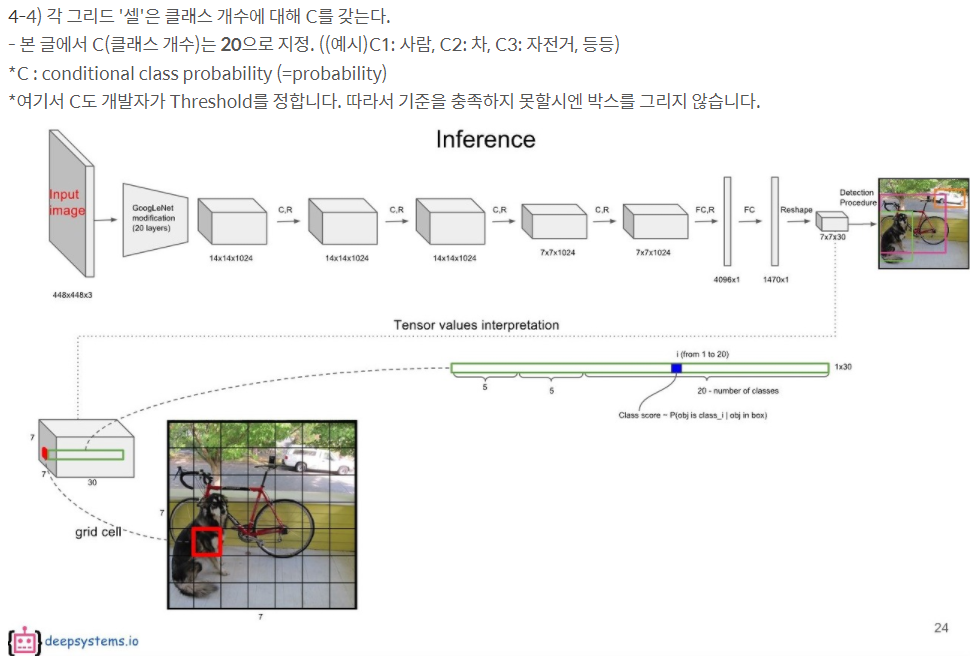 4-4) 각 그리드 '셀'은 클래스 개수에 대해 C를 갖는다.
- 본 글에서 C(클래스 개수)는 20으로 지정. ((예시)C1: 사람, C2: 차, C3: 자전거, 등등)
*C : conditional class probability (=probability)
*여기서 C도 개발자가 Threshold를 정합니다. 따라서 기준을 충족하지 못할시엔 박스를 그리지 않습니다.
Inference
Input image
GoogLeNet modification (20 layers)
C,R
C,R
C,R
C,R
FC,R
FC
Reshape
Detection Procedure
448x448x3
14x14x1024
14x14x1024
14x14x1024
7x7x1024
7x7x1024
4096x1
1470x1
7x7x30
Tensor values interpretation
i (from 1 to 20)
1x30
5
5
20 - number of classes
Class score ~ P(obj is class_i | obj in box)
7
7
30
grid cell
7
7
24
deepsystems.io